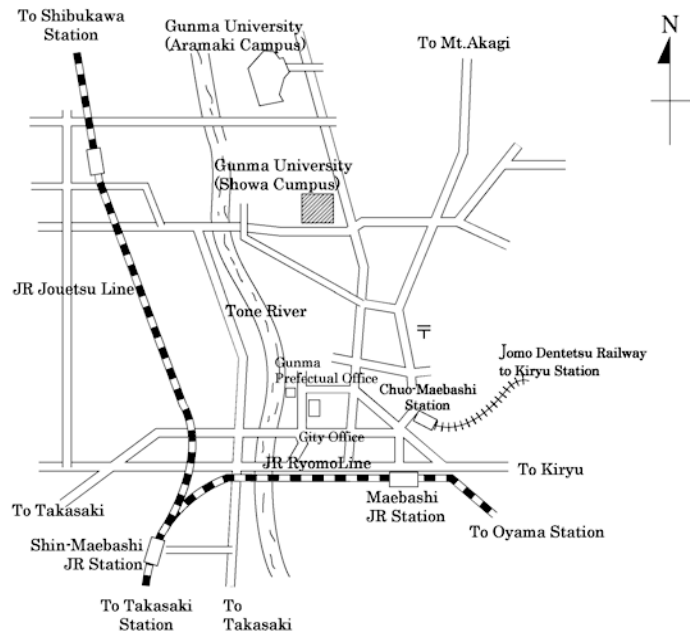 To Shibukawa
Station
Gunma University
(Aramaki Campus)
To Mt.Akagi
N
Gunma University
(Showa Campus)
JR Jouetsu Line
Tone River
〒
Gunma
Prefectual Office
Jomo Dentetsu Railway
to Kiryu Station
Chuo-Maebashi
Station
City Office
JR RyomoLine
To Kiryu
To Takasaki
Maebashi
JR Station
To Oyama Station
Shin-Maebashi
JR Station
To Takasaki
Station
To
Takasaki